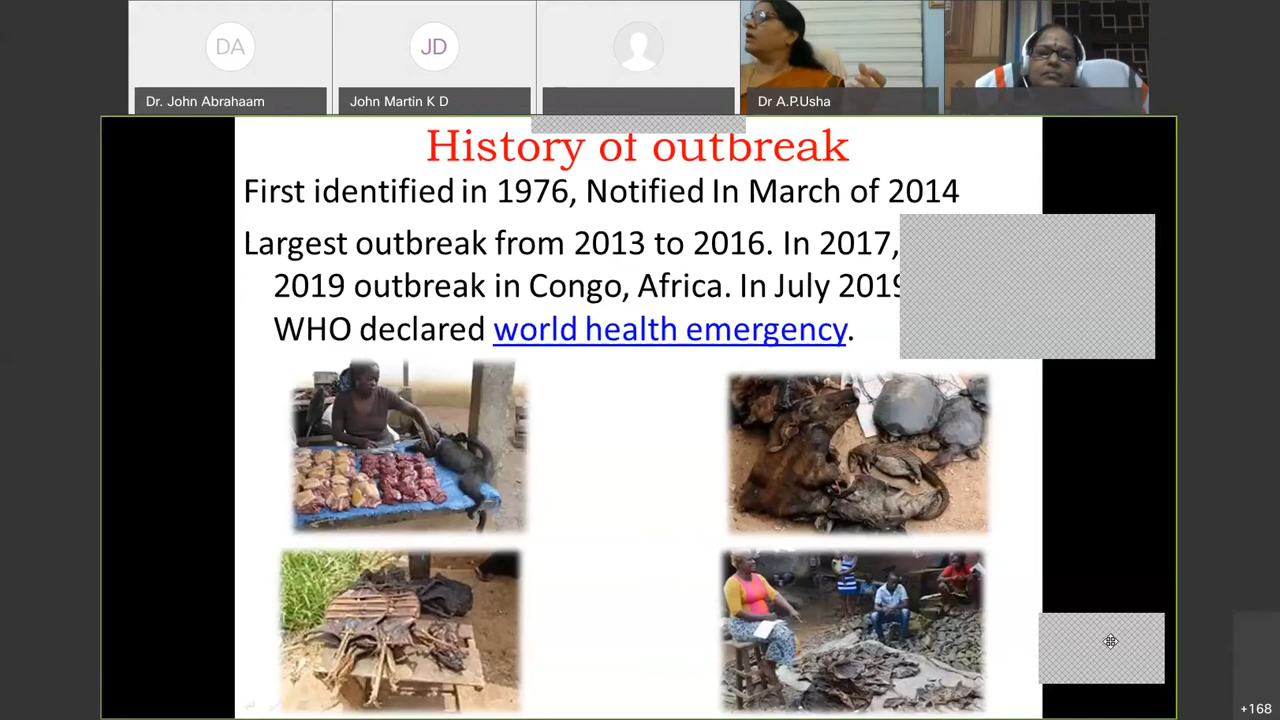 DA
JD
Dr. John Abrahaam
John Martin K D
Dr A.P.Usha
History of outbreak
First identified in 1976, Notified In March of 2014
Largest outbreak from 2013 to 2016. In 2017,
2019 outbreak in Congo, Africa. In July 2019
WHO declared world health emergency.
+168